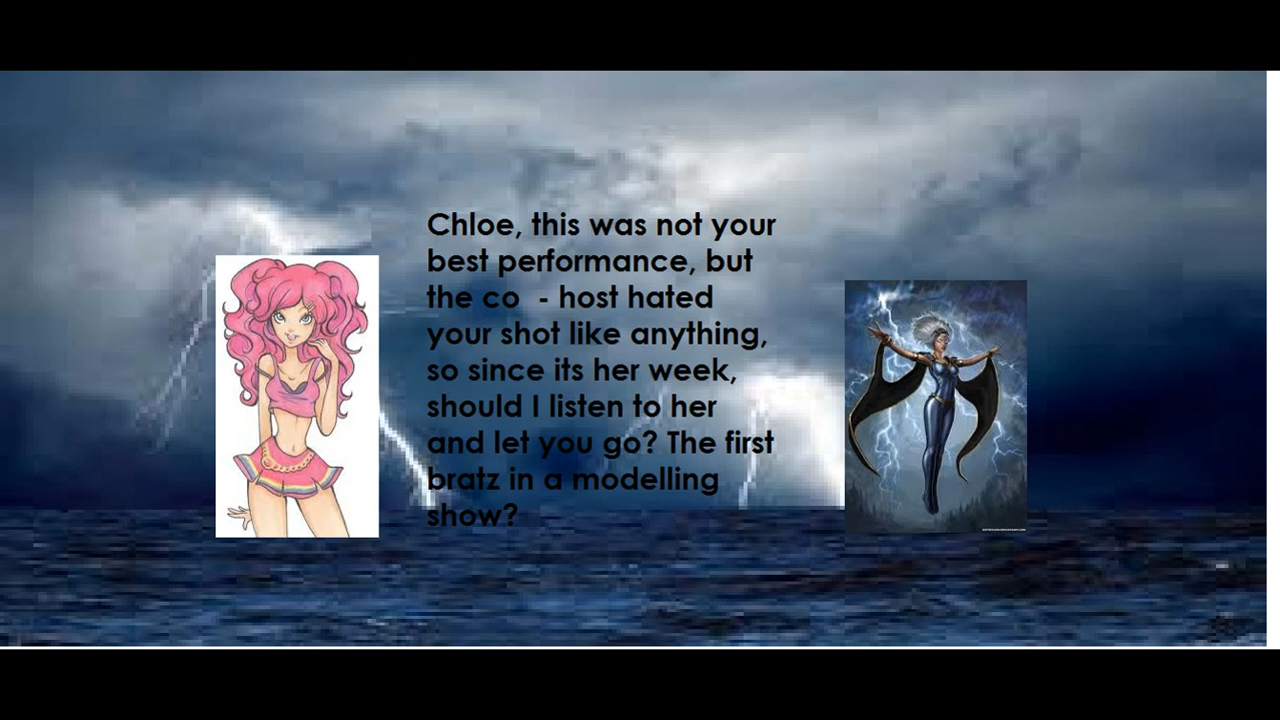 Chloe, this was not your
best performance, but
the co  - host hated
your shot like anything,
so since its her week,
should I listen to her
and let you go? The first
bratz in a modelling
show?